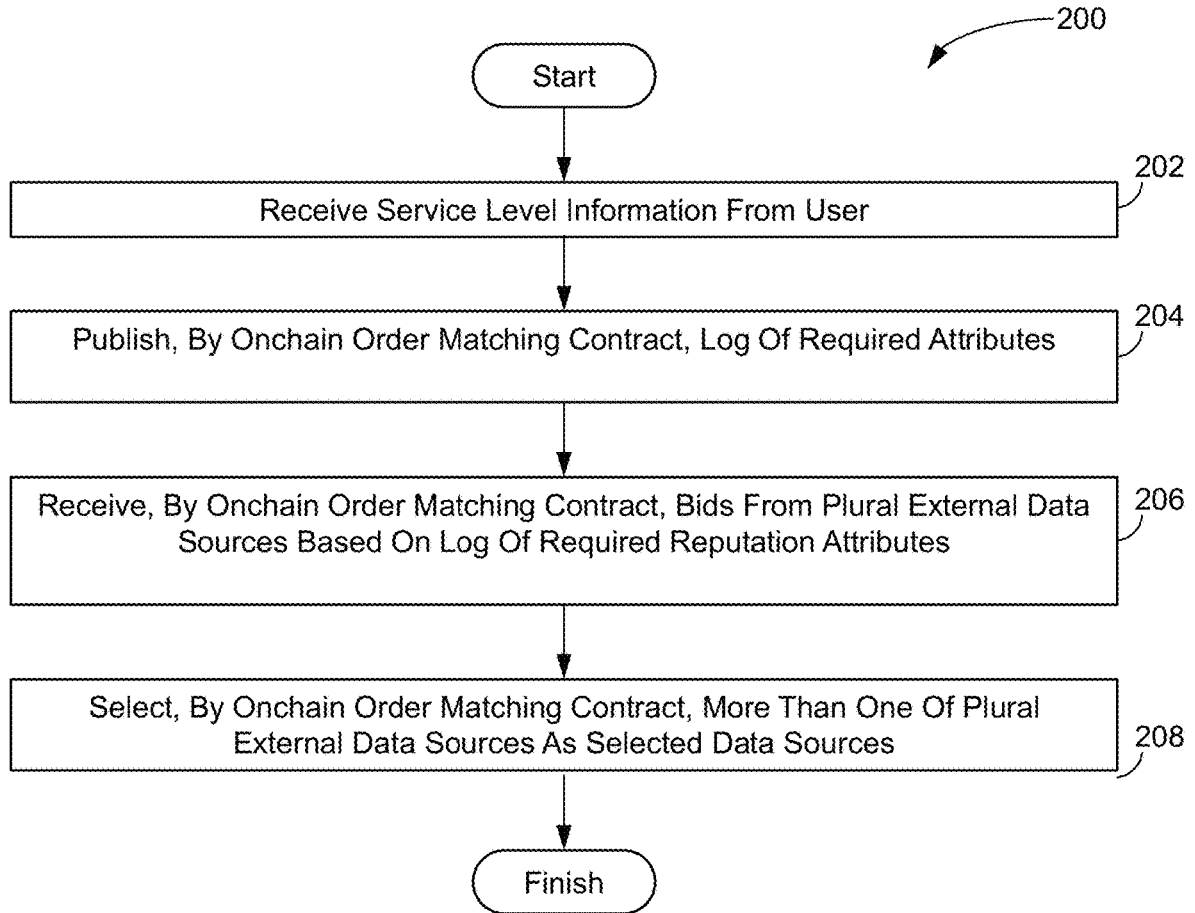 200
Start
202
Receive Service Level Information From User
204
Publish, By Onchain Order Matching Contract, Log Of Required Attributes
206
Receive, By Onchain Order Matching Contract, Bids From Plural External Data
Sources Based On Log Of Required Reputation Attributes
Select, By Onchain Order Matching Contract, More Than One Of Plural
External Data Sources As Selected Data Sources
208
Finish